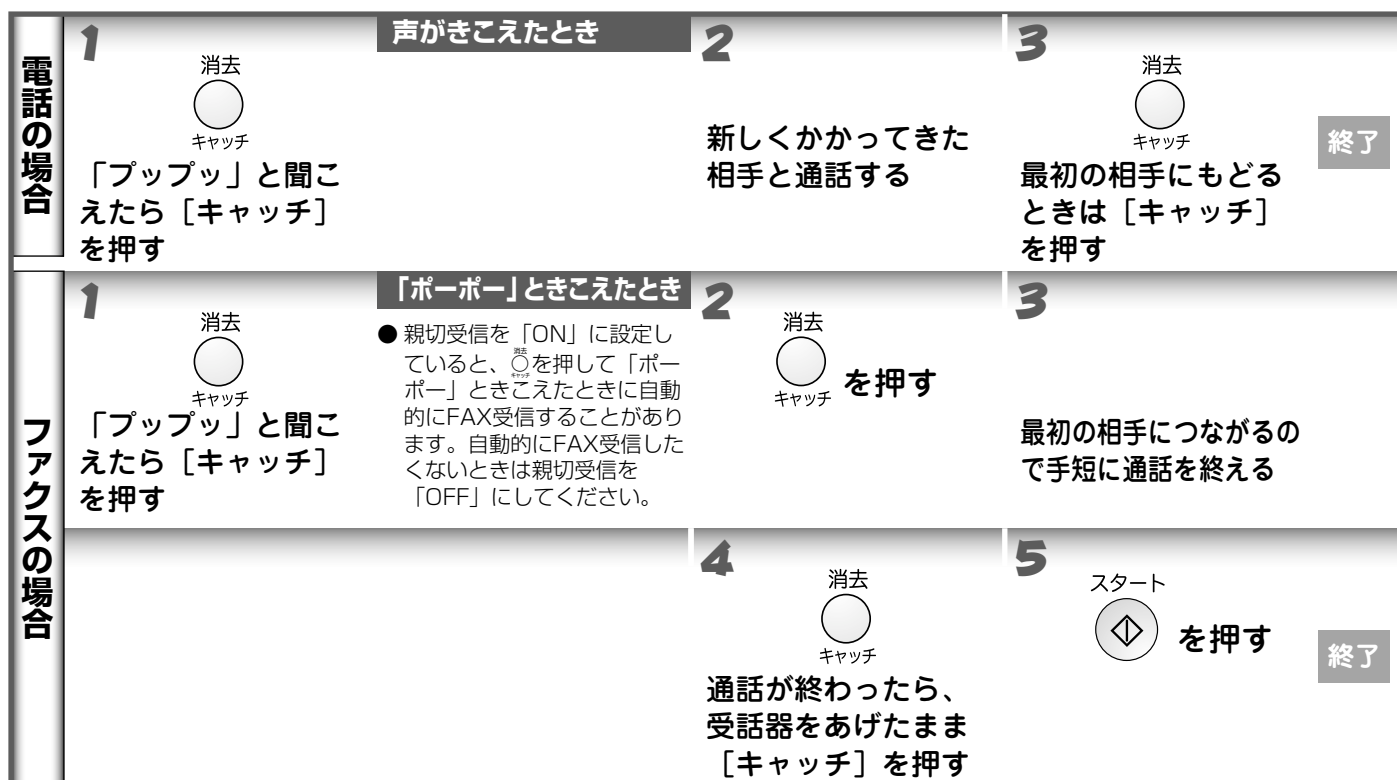 電話の場合
1
消去
キャッチ
「プップッ」と聞こ
えたら［キャッチ］
を押す
声がきこえたとき
2
新しくかかってきた
相手と通話する
3
消去
キャッチ
最初の相手にもどる
ときは［キャッチ］
を押す
終了
ファクスの場合
1
消去
キャッチ
「プップッ」と聞こ
えたら［キャッチ］
を押す
「ポーポー」ときこえたとき
● 親切受信を「ON」に設定し
ていると、消去キャッチを押して「ポー
ポー」ときこえたときに自動
的にFAX受信することがあり
ます。自動的にFAX受信した
くないときは親切受信を
「OFF」にしてください。
2
消去
キャッチ
を押す
3
最初の相手につながるの
で手短に通話を終える
4
消去
キャッチ
通話が終わったら、
受話器をあげたまま
［キャッチ］を押す
5
スタート
を押す
終了